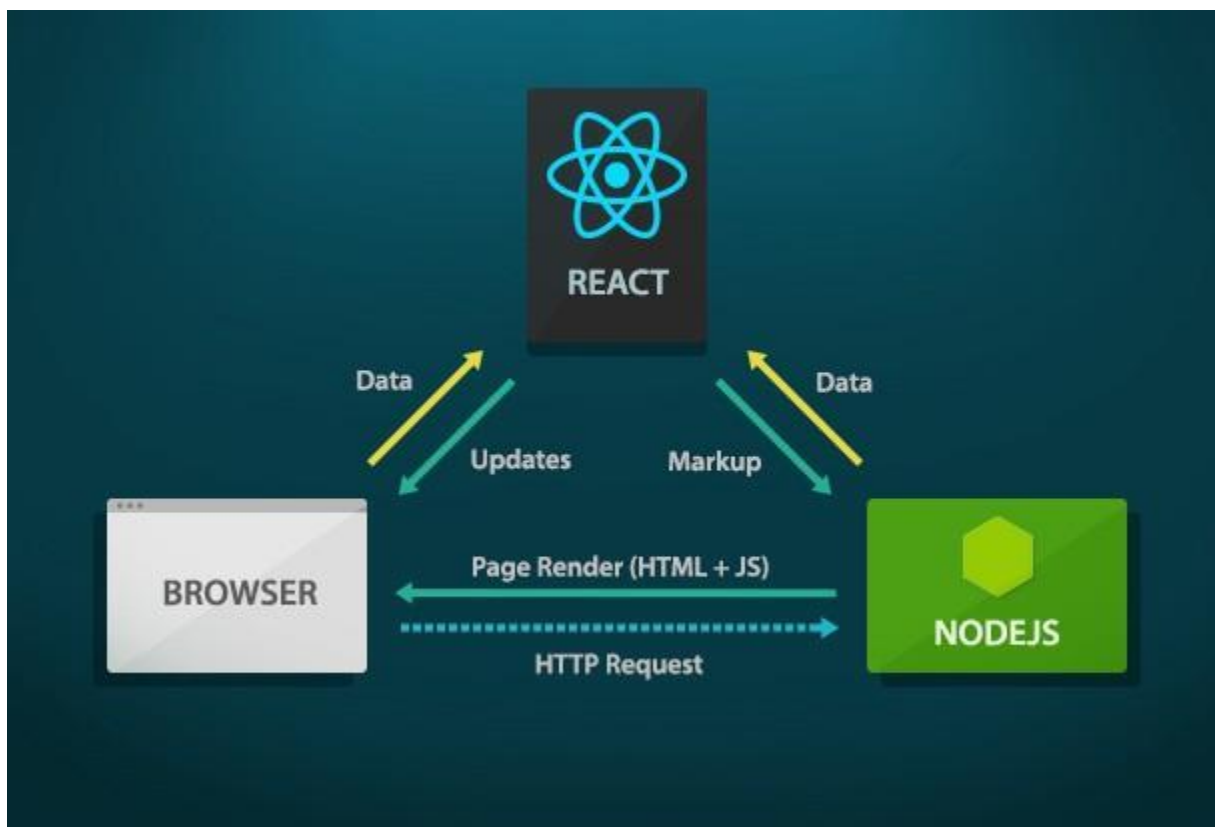 REACT
Data
Data
Updates
Markup
Page Render (HTML + JS)
BROWSER
NODEJS
HTTP Request